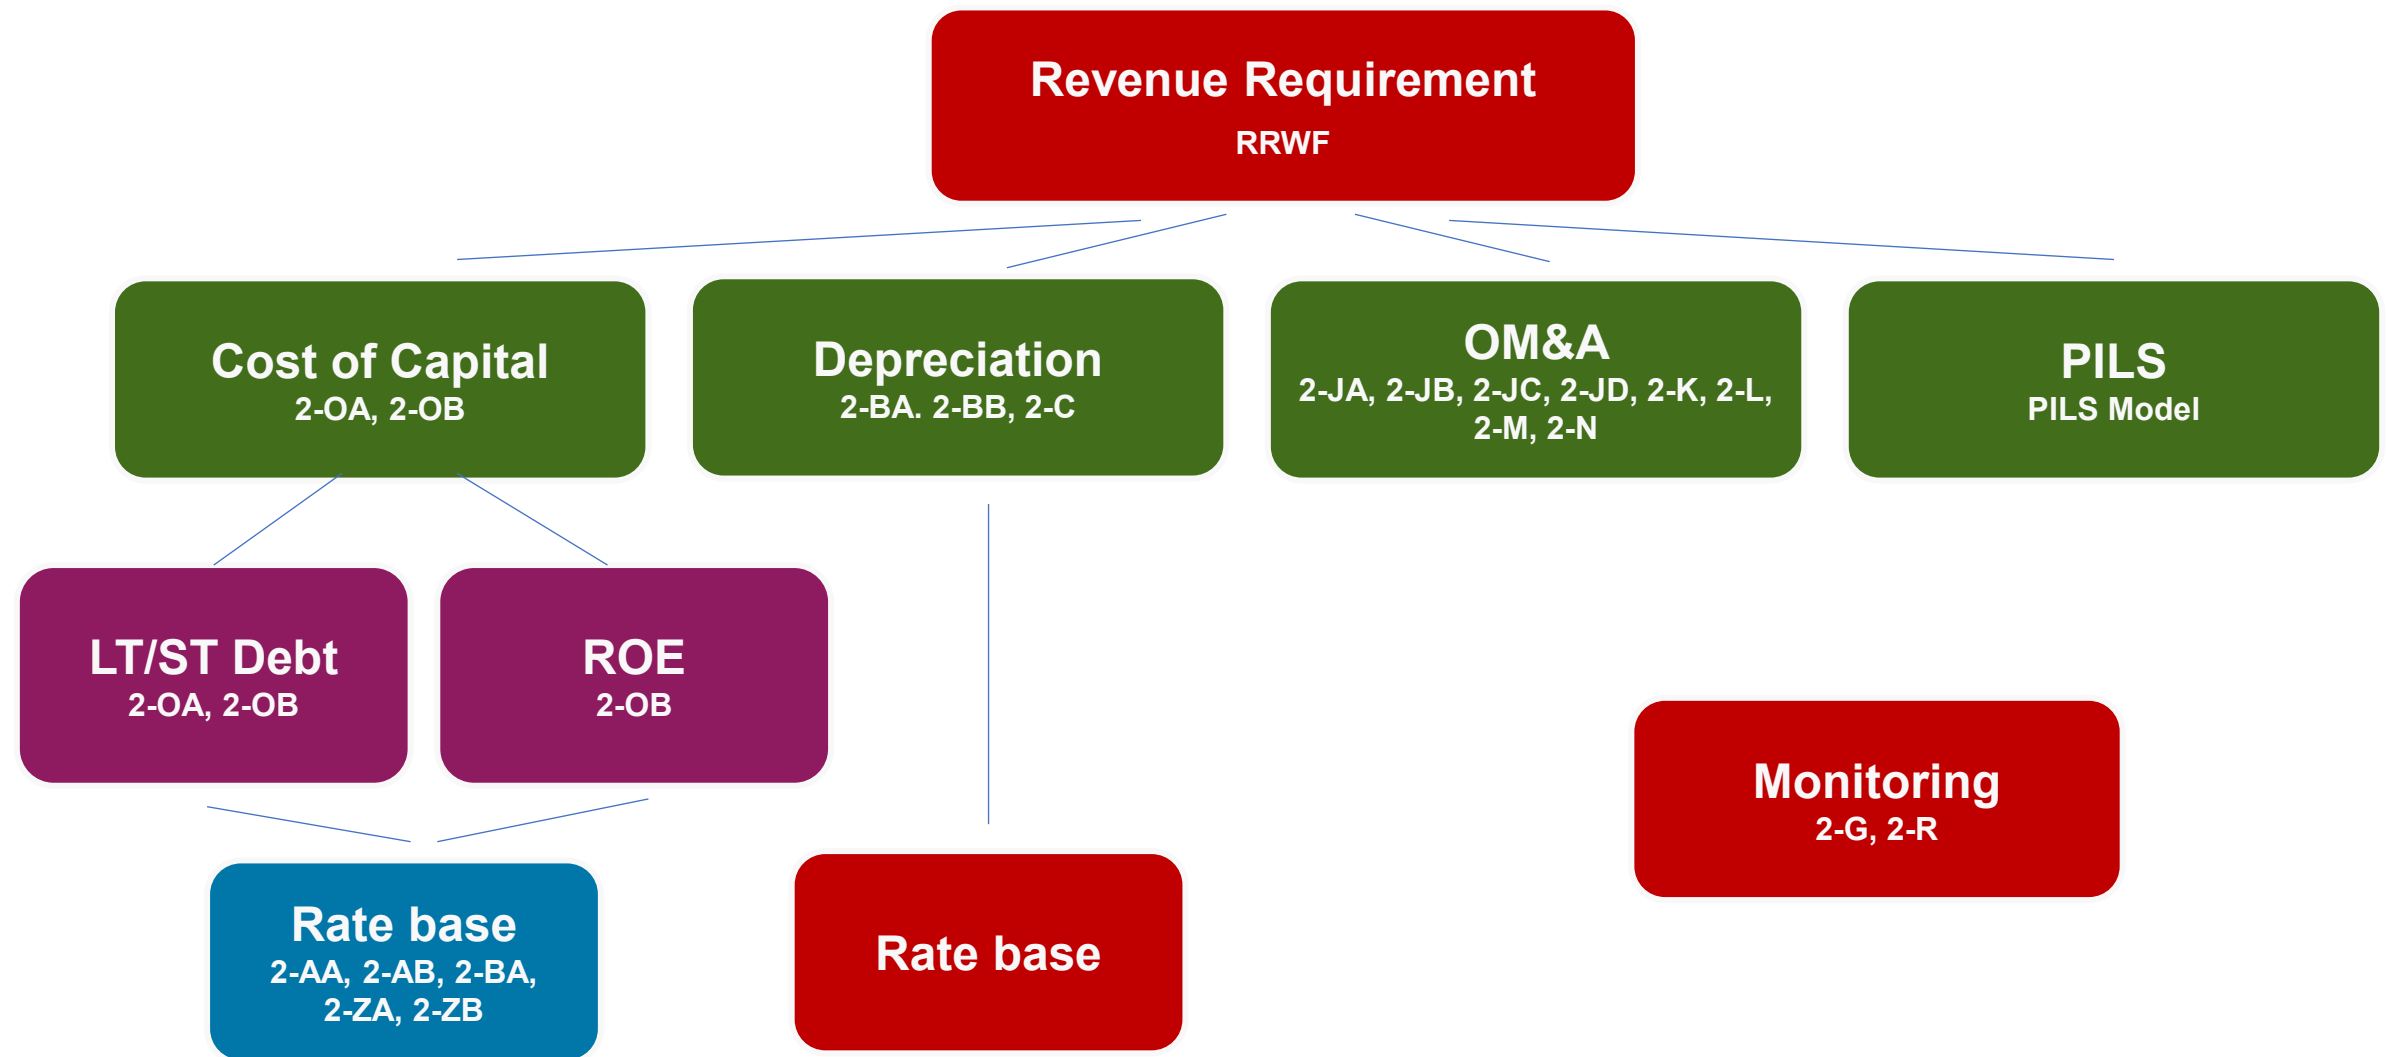 Revenue Requirement
RRWF
Cost of Capital
2-OA, 2-OB
Depreciation
2-BA. 2-BB, 2-C
OM&A
2-JA, 2-JB, 2-JC, 2-JD, 2-K, 2-L,
2-M, 2-N
PILS
PILS Model
LT/ST Debt
2-OA, 2-OB
ROE
2-OB
Monitoring
2-G, 2-R
Rate base
2-AA, 2-AB, 2-BA,
2-ZA, 2-ZB
Rate base